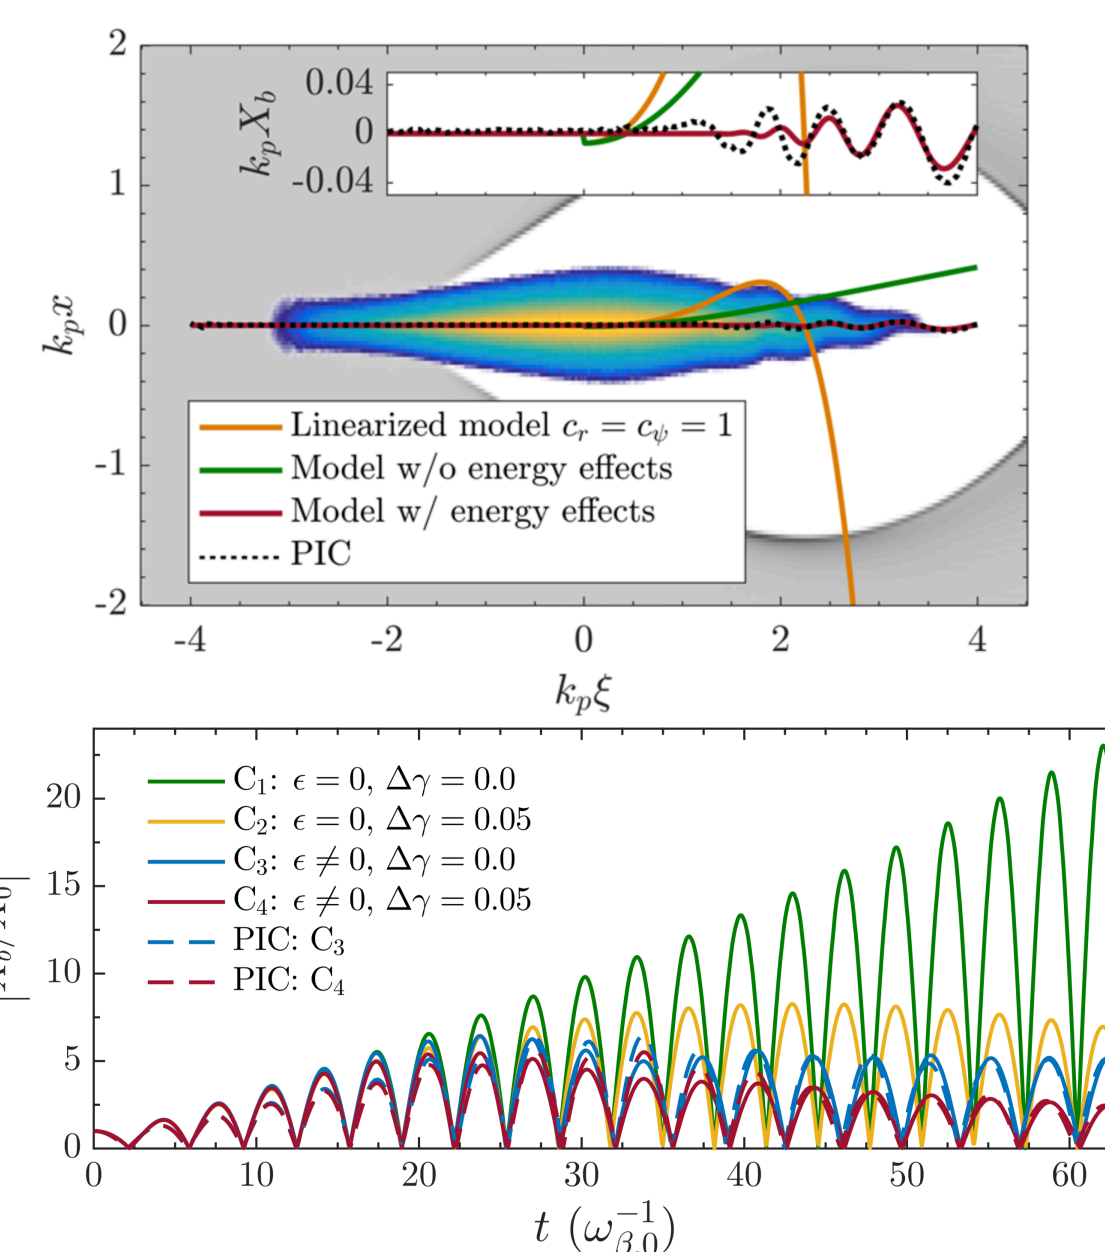 2
1
0
-1
-2
k_p x
0.04
0
-0.04
k_p X_b
Linearized model c_r = c_ψ = 1
Model w/o energy effects
Model w/ energy effects
PIC
-4 -2 0 2 4
k_p ξ
20
15
10
5
0
C₁: ϵ = 0, Δγ = 0.0
C₂: ϵ = 0, Δγ = 0.05
C₃: ϵ ≠ 0, Δγ = 0.0
C₄: ϵ ≠ 0, Δγ = 0.05
PIC: C₃
PIC: C₄
0 10 20 30 40 50 60
t (ω_{β,0}^{-1})